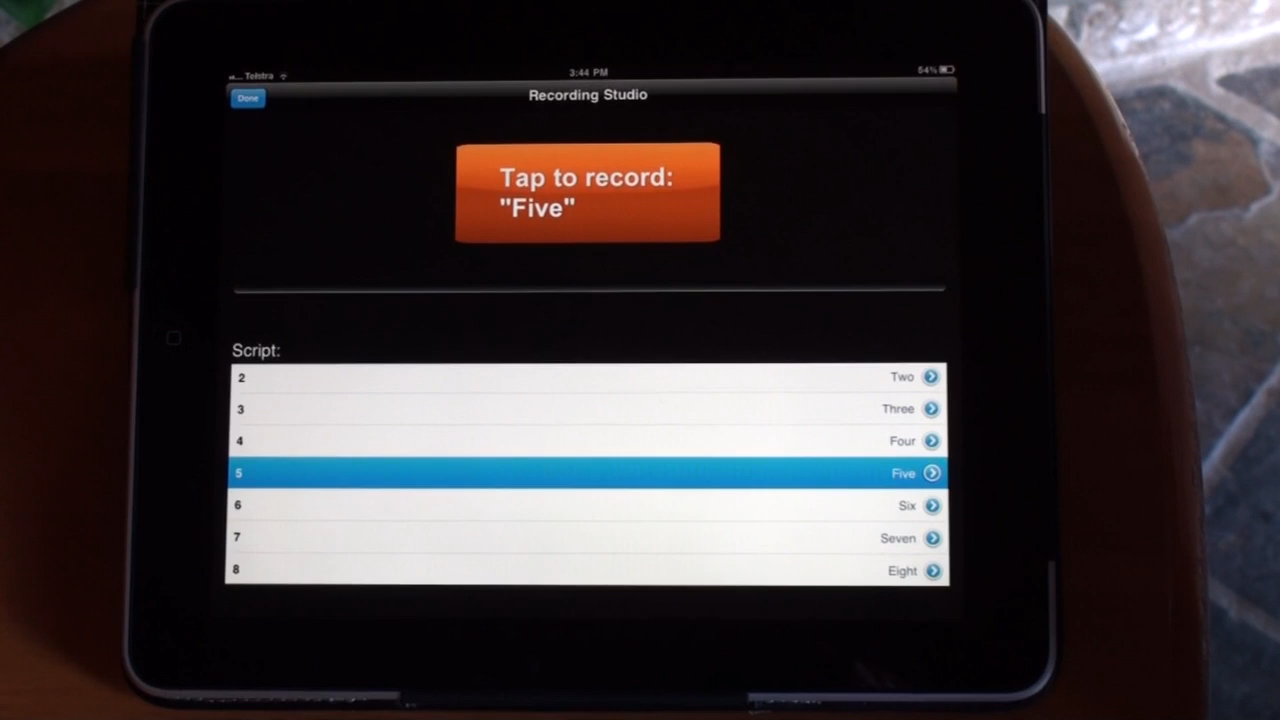 Telstra 3:44 PM 54%
Done Recording Studio
Tap to record:
"Five"
Script:
2 Two
3 Three
4 Four
5 Five
6 Six
7 Seven
8 Eight